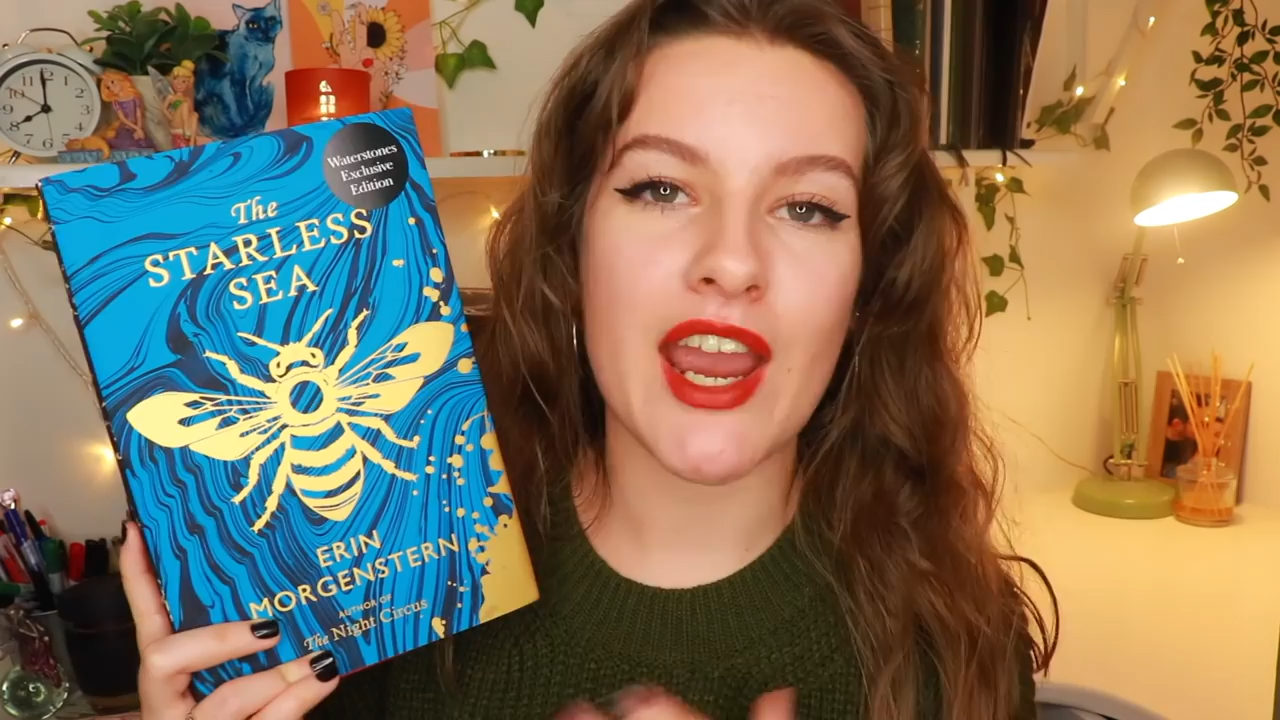 Waterstones
Exclusive
Edition
The
STARLESS
SEA
ERIN
MORGENSTERN
AUTHOR OF
The Night Circus